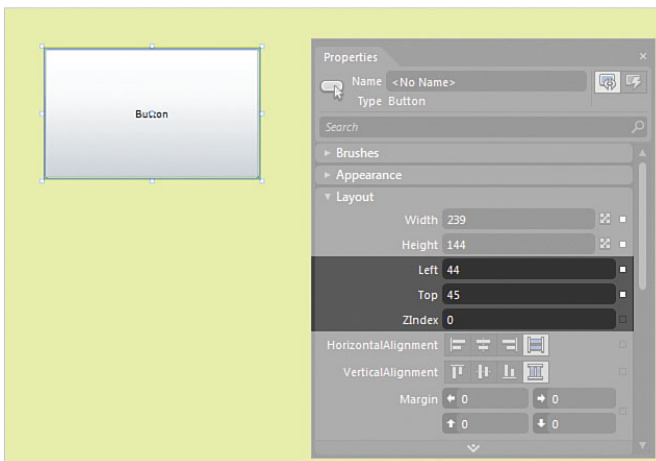 Button
Properties
Name <No Name>
Type Button
Search
Brushes
Appearance
Layout
Width 239
Height 144
Left 44
Top 45
ZIndex 0
HorizontalAlignment
VerticalAlignment
Margin 0 0
0 0